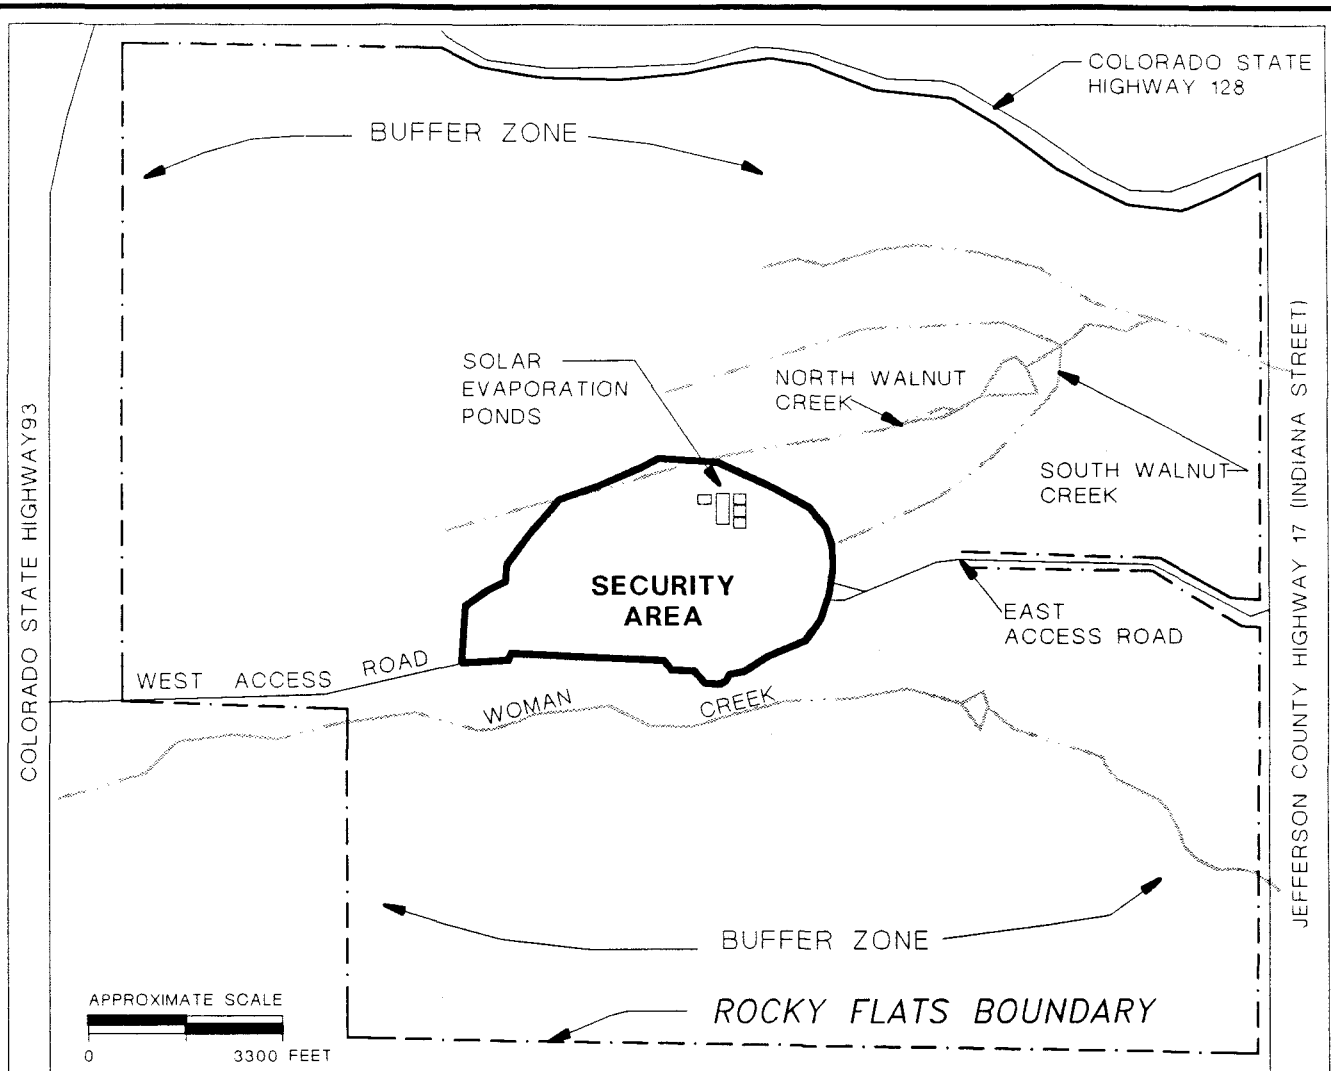 COLORADO STATE
HIGHWAY 128
BUFFER ZONE
SOLAR
EVAPORATION
PONDS
NORTH WALNUT
CREEK
SOUTH WALNUT
CREEK
COLORADO STATE HIGHWAY93
JEFFERSON COUNTY HIGHWAY 17 (INDIANA STREET)
SECURITY
AREA
EAST
ACCESS ROAD
WEST ACCESS ROAD
WOMAN CREEK
BUFFER ZONE
ROCKY FLATS BOUNDARY
APPROXIMATE SCALE
0 3300 FEET